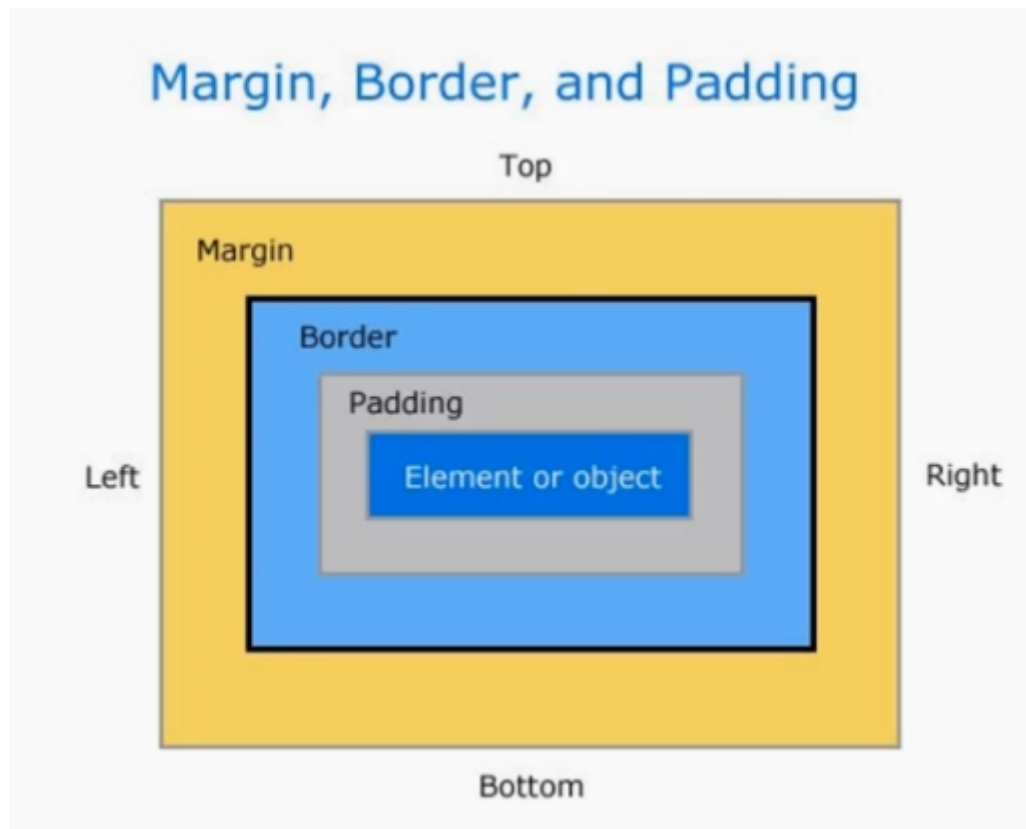 Margin, Border, and Padding
Top
Margin
Border
Padding
Left
Element or object
Right
Bottom